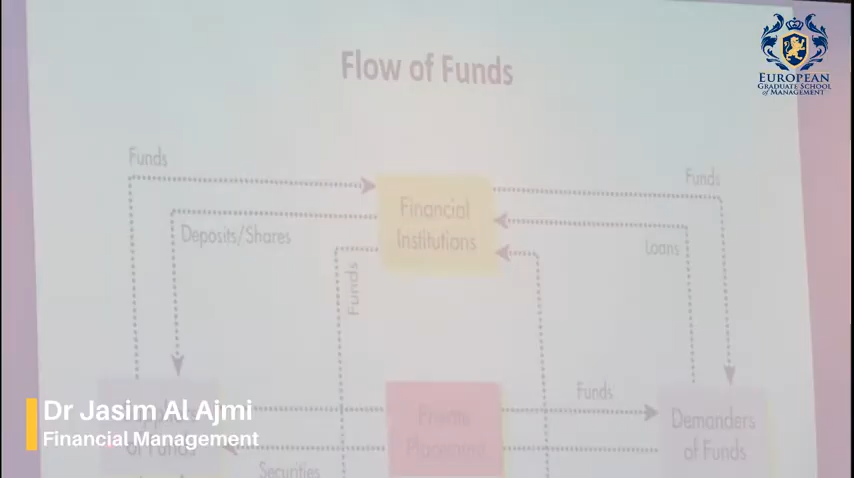 EUROPEAN
GRADUATE SCHOOL
of MANAGEMENT
Flow of Funds
Funds
Funds
Financial
Institutions
Deposits/Shares
Loans
Funds
Funds
Private
Placement
Demanders
of Funds
of Funds
Securities
Dr Jasim Al Ajmi
Financial Management